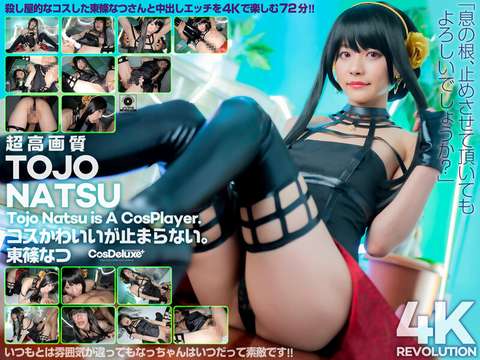 殺し屋的なコスした東條なつさんと中出しエッチを4Kで楽しむ72分!!
「息の根、止めさせて頂いても
よろしいでしょうか?」
超高画質
TOJO
NATSU
Tojo Natsu is A CosPlayer.
コスかわいいが止まらない。
東條なつ
CosDeluxe+
4K
REVOLUTION
いつもとは雰囲気が違ってもなっちゃんはいつだって素敵です!!